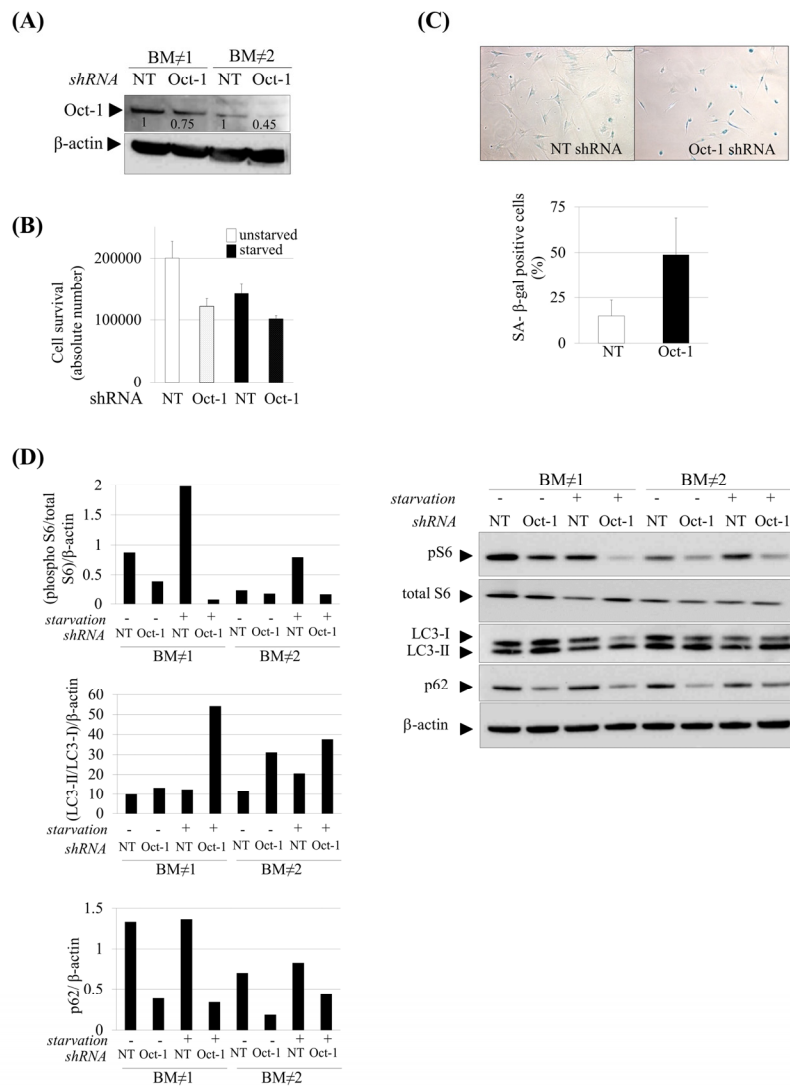 (A)
BM≠1 BM≠2
shRNA NT Oct-1 NT Oct-1
Oct-1
1 0.75 1 0.45
β-actin
(B)
unstarved
starved
Cell survival
(absolute number)
200000
100000
0
shRNA NT Oct-1 NT Oct-1
(C)
NT shRNA Oct-1 shRNA
SA- β-gal positive cells
(%)
75
50
25
0
NT Oct-1
(D)
(phospho S6/total
S6)/β-actin
2
1.5
1
0.5
0
starvation - - + + - - + +
shRNA NT Oct-1 NT Oct-1 NT Oct-1 NT Oct-1
BM≠1 BM≠2
(LC3-II/LC3-I)/β-actin
60
50
40
30
20
10
0
starvation - - + + - - + +
shRNA NT Oct-1 NT Oct-1 NT Oct-1 NT Oct-1
BM≠1 BM≠2
p62/ β-actin
1.5
1
0.5
0
starvation - - + + - - + +
shRNA NT Oct-1 NT Oct-1 NT Oct-1 NT Oct-1
BM≠1 BM≠2
BM≠1 BM≠2
starvation - - + + - - + +
shRNA NT Oct-1 NT Oct-1 NT Oct-1 NT Oct-1
pS6
total S6
LC3-I
LC3-II
p62
β-actin